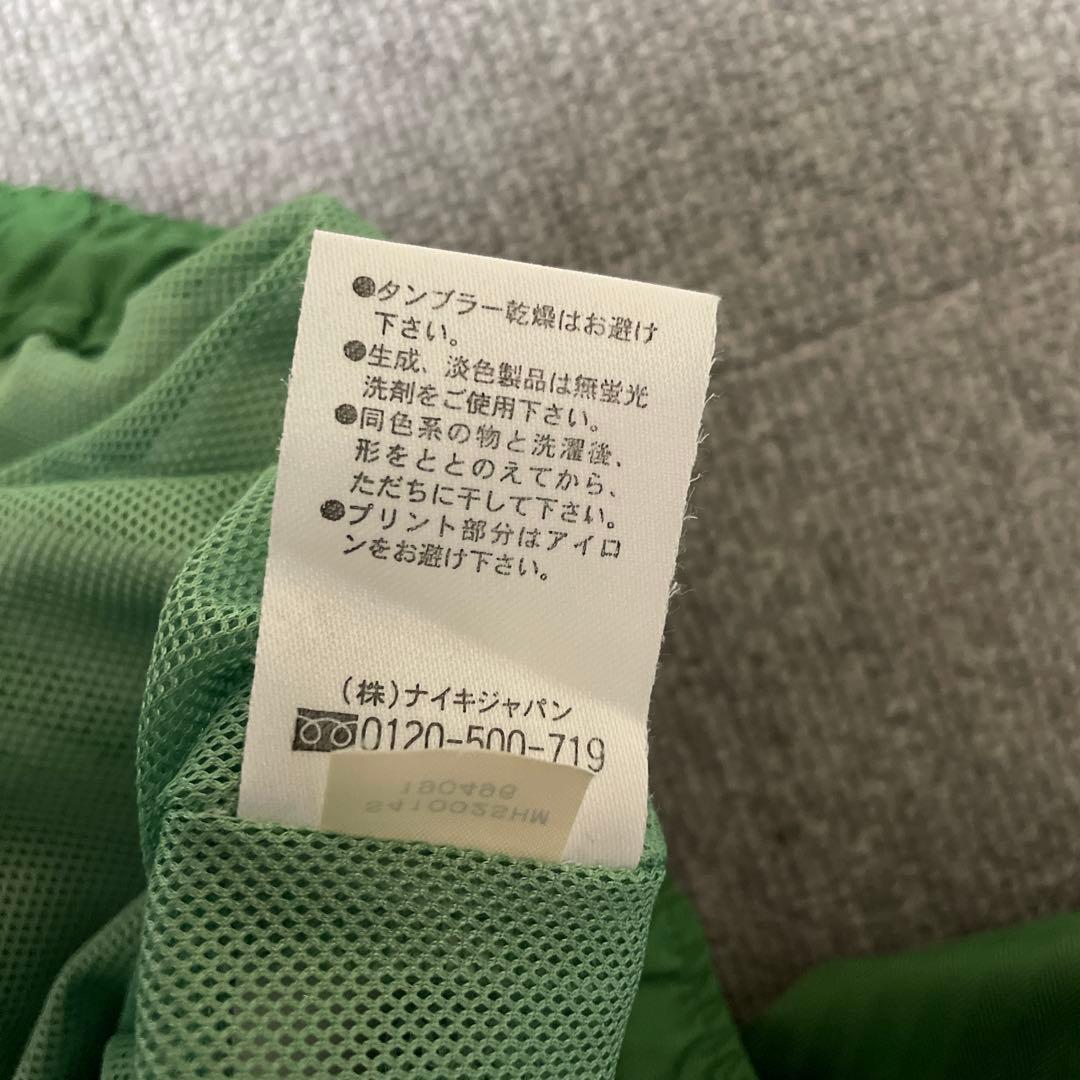 ●タンブラー乾燥はお避け
下さい。
●生成、淡色製品は無蛍光
洗剤をご使用下さい。
●同色系の物と洗濯後、
形をととのえてから、
ただちに干して下さい。
●プリント部分はアイロ
ンをお避け下さい。
(株)ナイキジャパン
0120-500-719
190496
S41002SHM